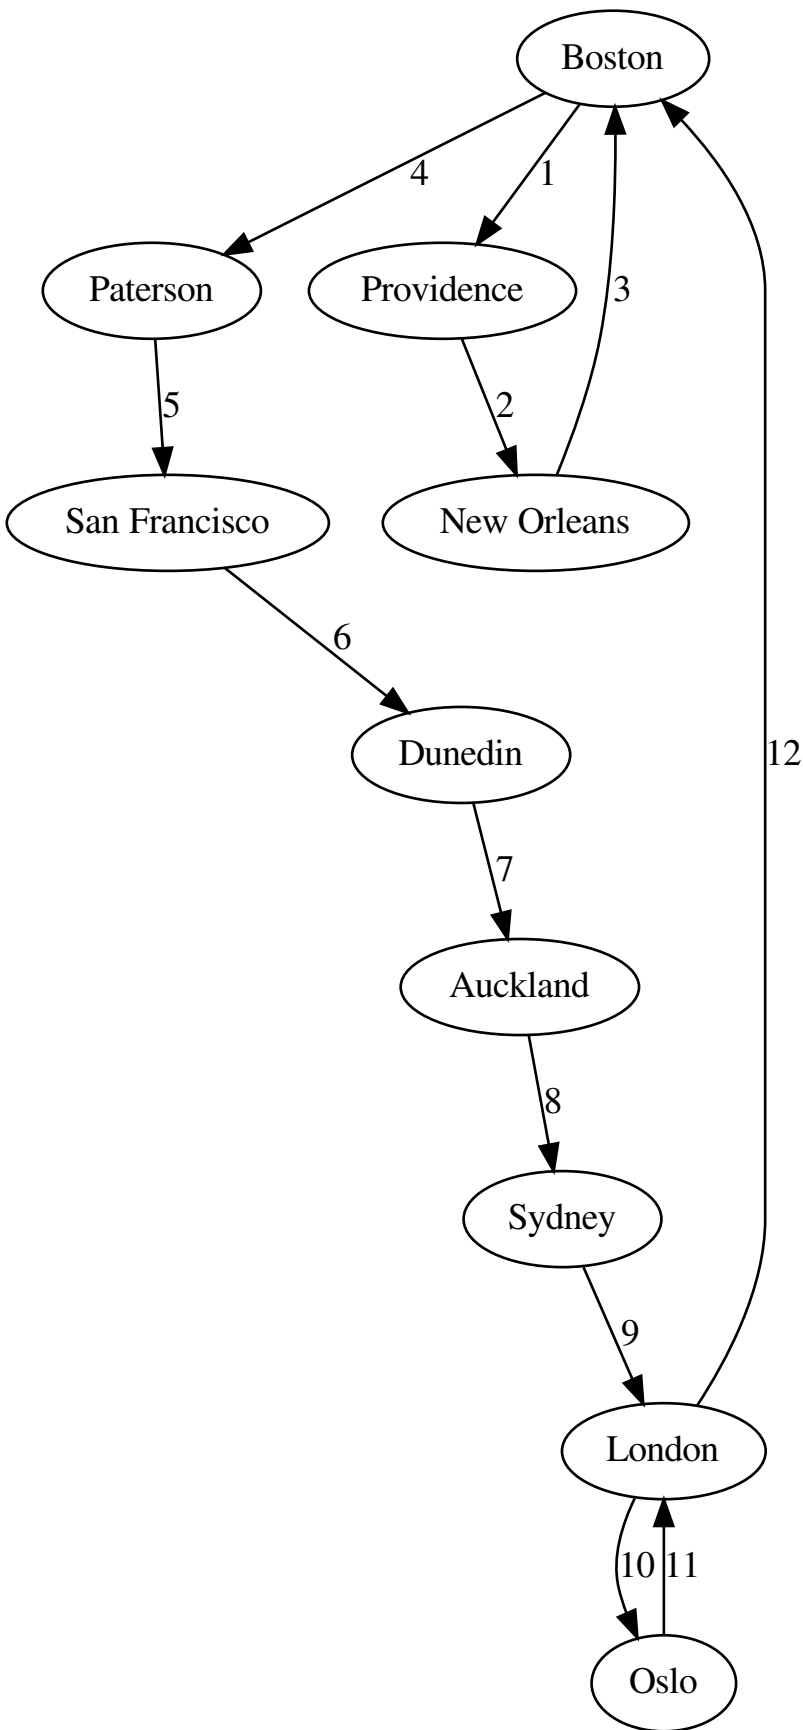 Boston
4
1
Paterson
Providence
3
5
2
San Francisco
New Orleans
6
Dunedin
12
7
Auckland
8
Sydney
9
London
10
11
Oslo